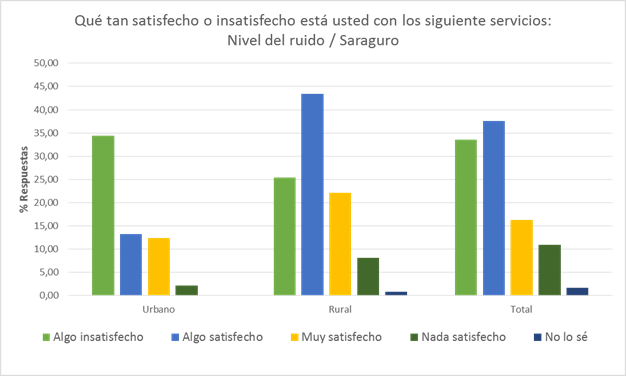 Qué tan satisfecho o insatisfecho está usted con los siguiente servicios:
Nivel del ruido / Saraguro
50,00
45,00
40,00
35,00
30,00
25,00
20,00
15,00
10,00
5,00
0,00
% Respuestas
Urbano Rural Total
Algo insatisfecho Algo satisfecho Muy satisfecho Nada satisfecho No lo sé